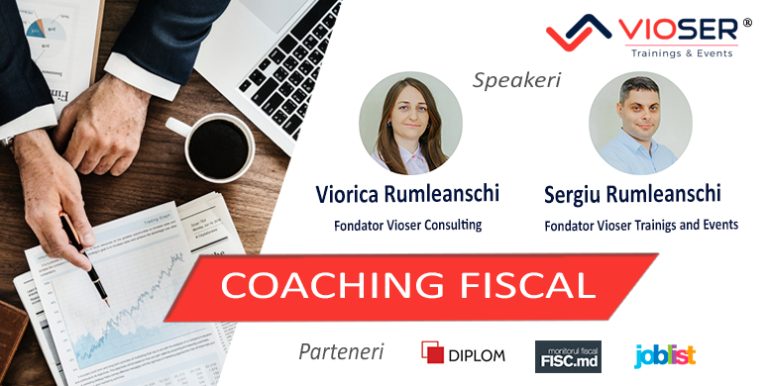 VIOSER®
Trainings & Events
Speakeri
Viorica Rumleanschi
Fondator Vioser Consulting
Sergiu Rumleanschi
Fondator Vioser Trainigs and Events
COACHING FISCAL
Parteneri
DIPLOM
monitorul fiscal
FISC.md
joblist